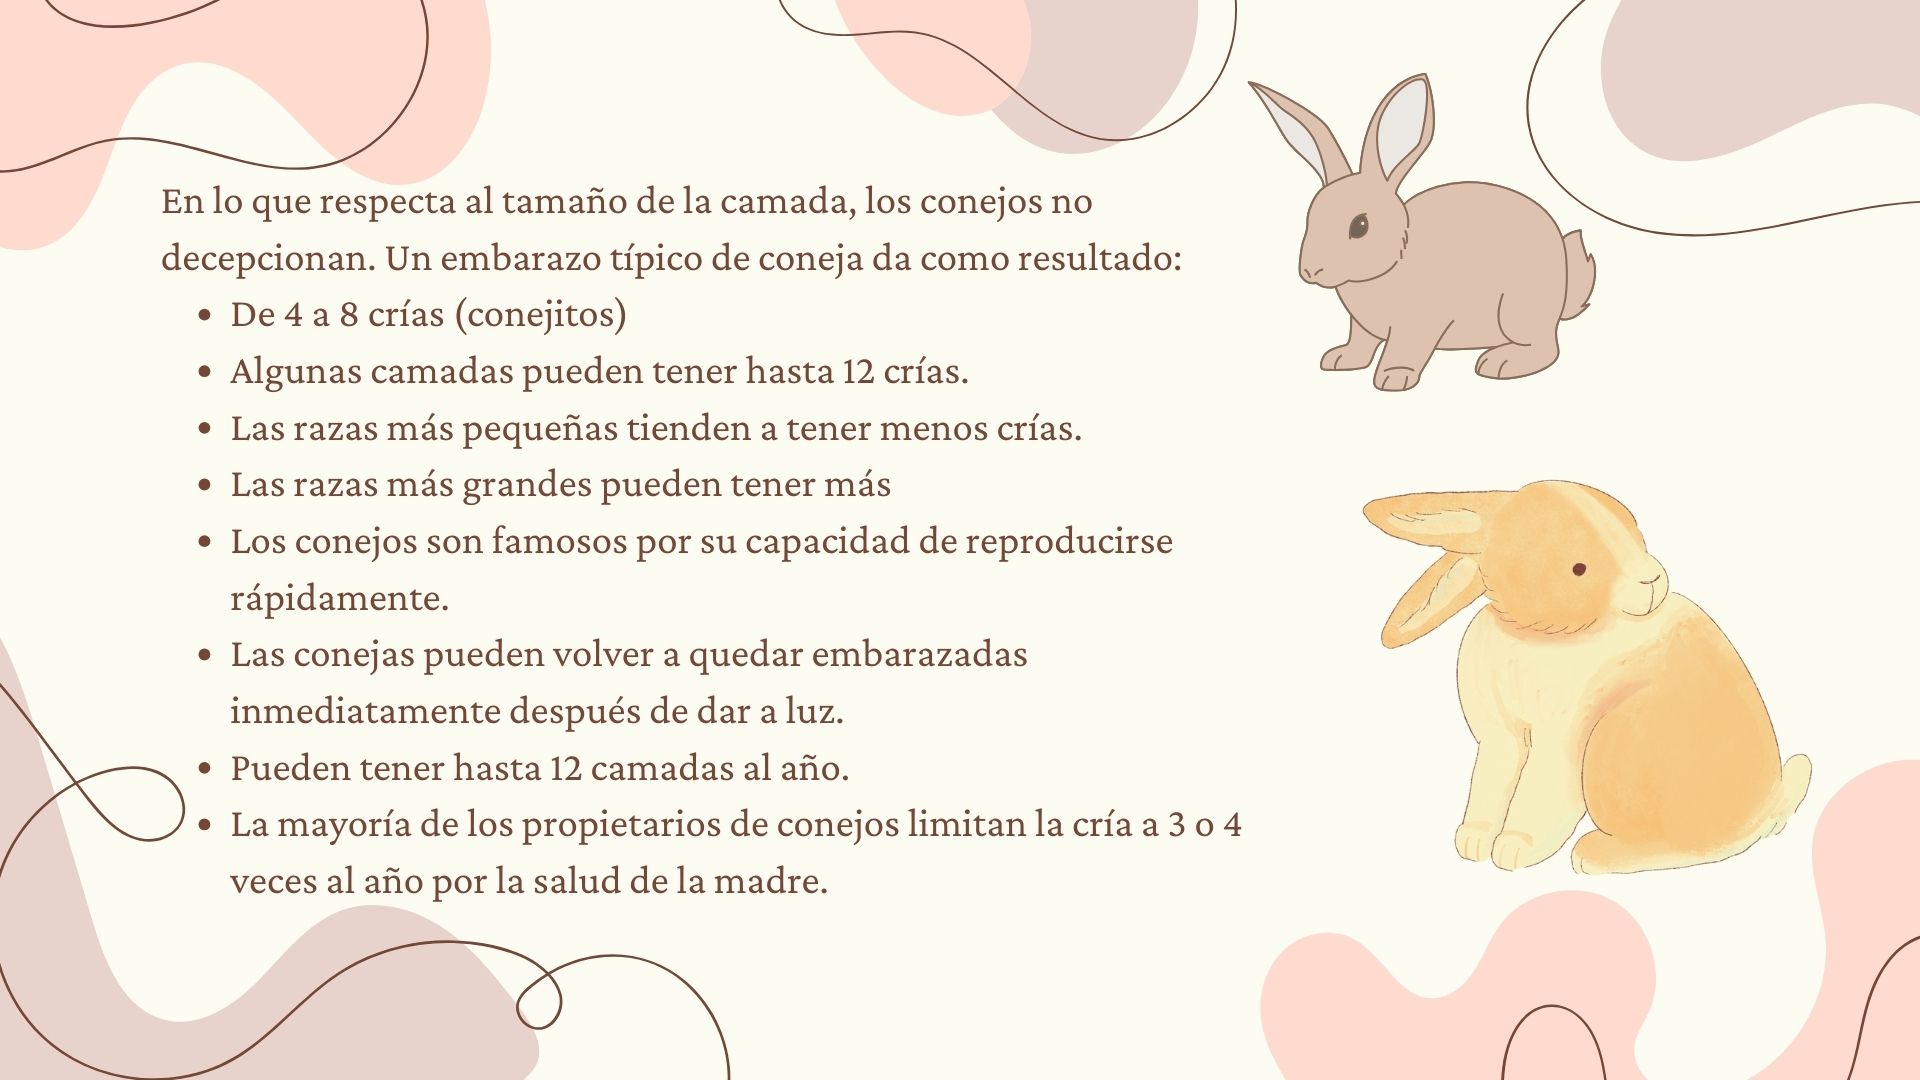 En lo que respecta al tamaño de la camada, los conejos no
decepcionan. Un embarazo típico de coneja da como resultado:
• De 4 a 8 crías (conejitos)
• Algunas camadas pueden tener hasta 12 crías.
• Las razas más pequeñas tienden a tener menos crías.
• Las razas más grandes pueden tener más
• Los conejos son famosos por su capacidad de reproducirse
rápidamente.
• Las conejas pueden volver a quedar embarazadas
inmediatamente después de dar a luz.
• Pueden tener hasta 12 camadas al año.
• La mayoría de los propietarios de conejos limitan la cría a 3 o 4
veces al año por la salud de la madre.